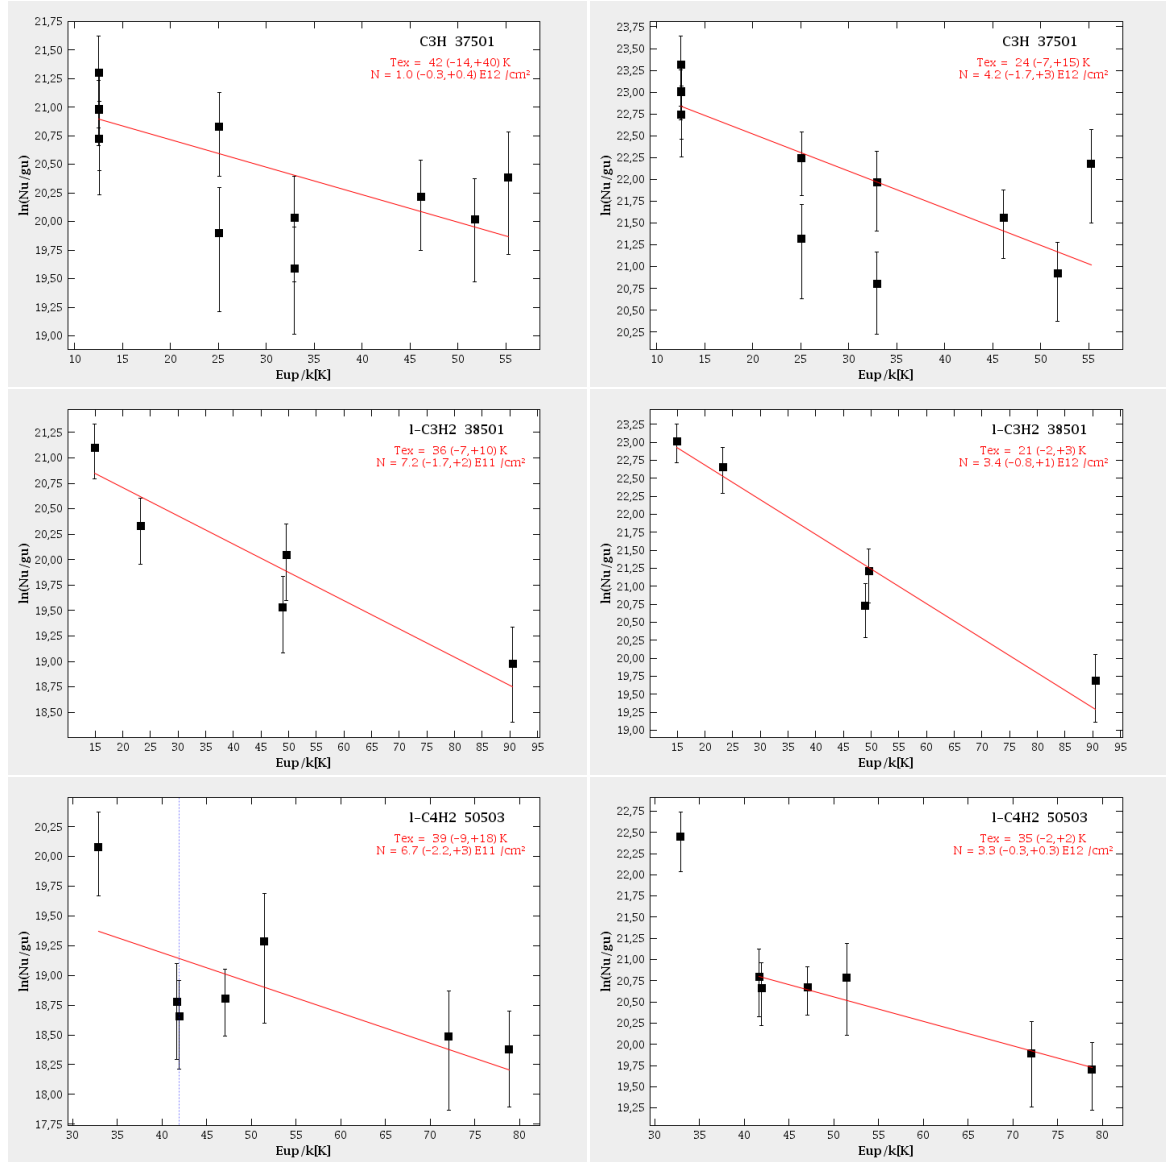 C3H 37501
Tex = 42 (-14,+40) K
N = 1.0 (-0.3,+0.4) E12 /cm²
ln(Nu/gu)
21,75
21,50
21,25
21,00
20,75
20,50
20,25
20,00
19,75
19,50
19,25
19,00
10 15 20 25 30 35 40 45 50 55
Eup/k[K]
C3H 37501
Tex = 24 (-7,+15) K
N = 4.2 (-1.7,+3) E12 /cm²
ln(Nu/gu)
23,75
23,50
23,25
23,00
22,75
22,50
22,25
22,00
21,75
21,50
21,25
21,00
20,75
20,50
20,25
10 15 20 25 30 35 40 45 50 55
Eup/k[K]
l-C3H2 38501
Tex = 36 (-7,+10) K
N = 7.2 (-1.7,+2) E11 /cm²
ln(Nu/gu)
21,25
21,00
20,75
20,50
20,25
20,00
19,75
19,50
19,25
19,00
18,75
18,50
15 20 25 30 35 40 45 50 55 60 65 70 75 80 85 90 95
Eup/k[K]
l-C3H2 38501
Tex = 21 (-2,+3) K
N = 3.4 (-0.8,+1) E12 /cm²
ln(Nu/gu)
23,25
23,00
22,75
22,50
22,25
22,00
21,75
21,50
21,25
21,00
20,75
20,50
20,25
20,00
19,75
19,50
19,25
19,00
15 20 25 30 35 40 45 50 55 60 65 70 75 80 85 90 95
Eup/k[K]
l-C4H2 50503
Tex = 39 (-9,+18) K
N = 6.7 (-2.2,+3) E11 /cm²
ln(Nu/gu)
20,25
20,00
19,75
19,50
19,25
19,00
18,75
18,50
18,25
18,00
17,75
30 35 40 45 50 55 60 65 70 75 80
Eup/k[K]
l-C4H2 50503
Tex = 35 (-2,+2) K
N = 3.3 (-0.3,+0.3) E12 /cm²
ln(Nu/gu)
22,75
22,50
22,25
22,00
21,75
21,50
21,25
21,00
20,75
20,50
20,25
20,00
19,75
19,50
19,25
30 35 40 45 50 55 60 65 70 75 80
Eup/k[K]